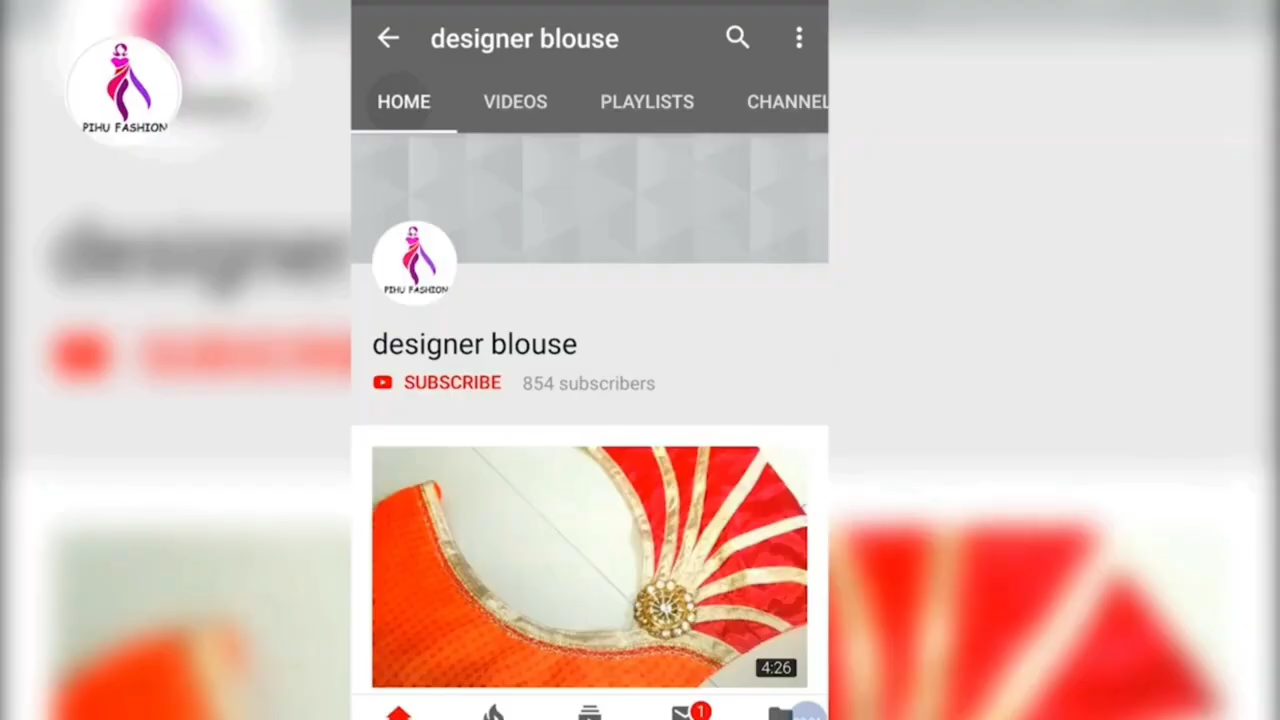 designer blouse
HOME VIDEOS PLAYLISTS CHANNEL
PIHU FASHION
PIHU FASHION
designer blouse
SUBSCRIBE 854 subscribers
4:26
1